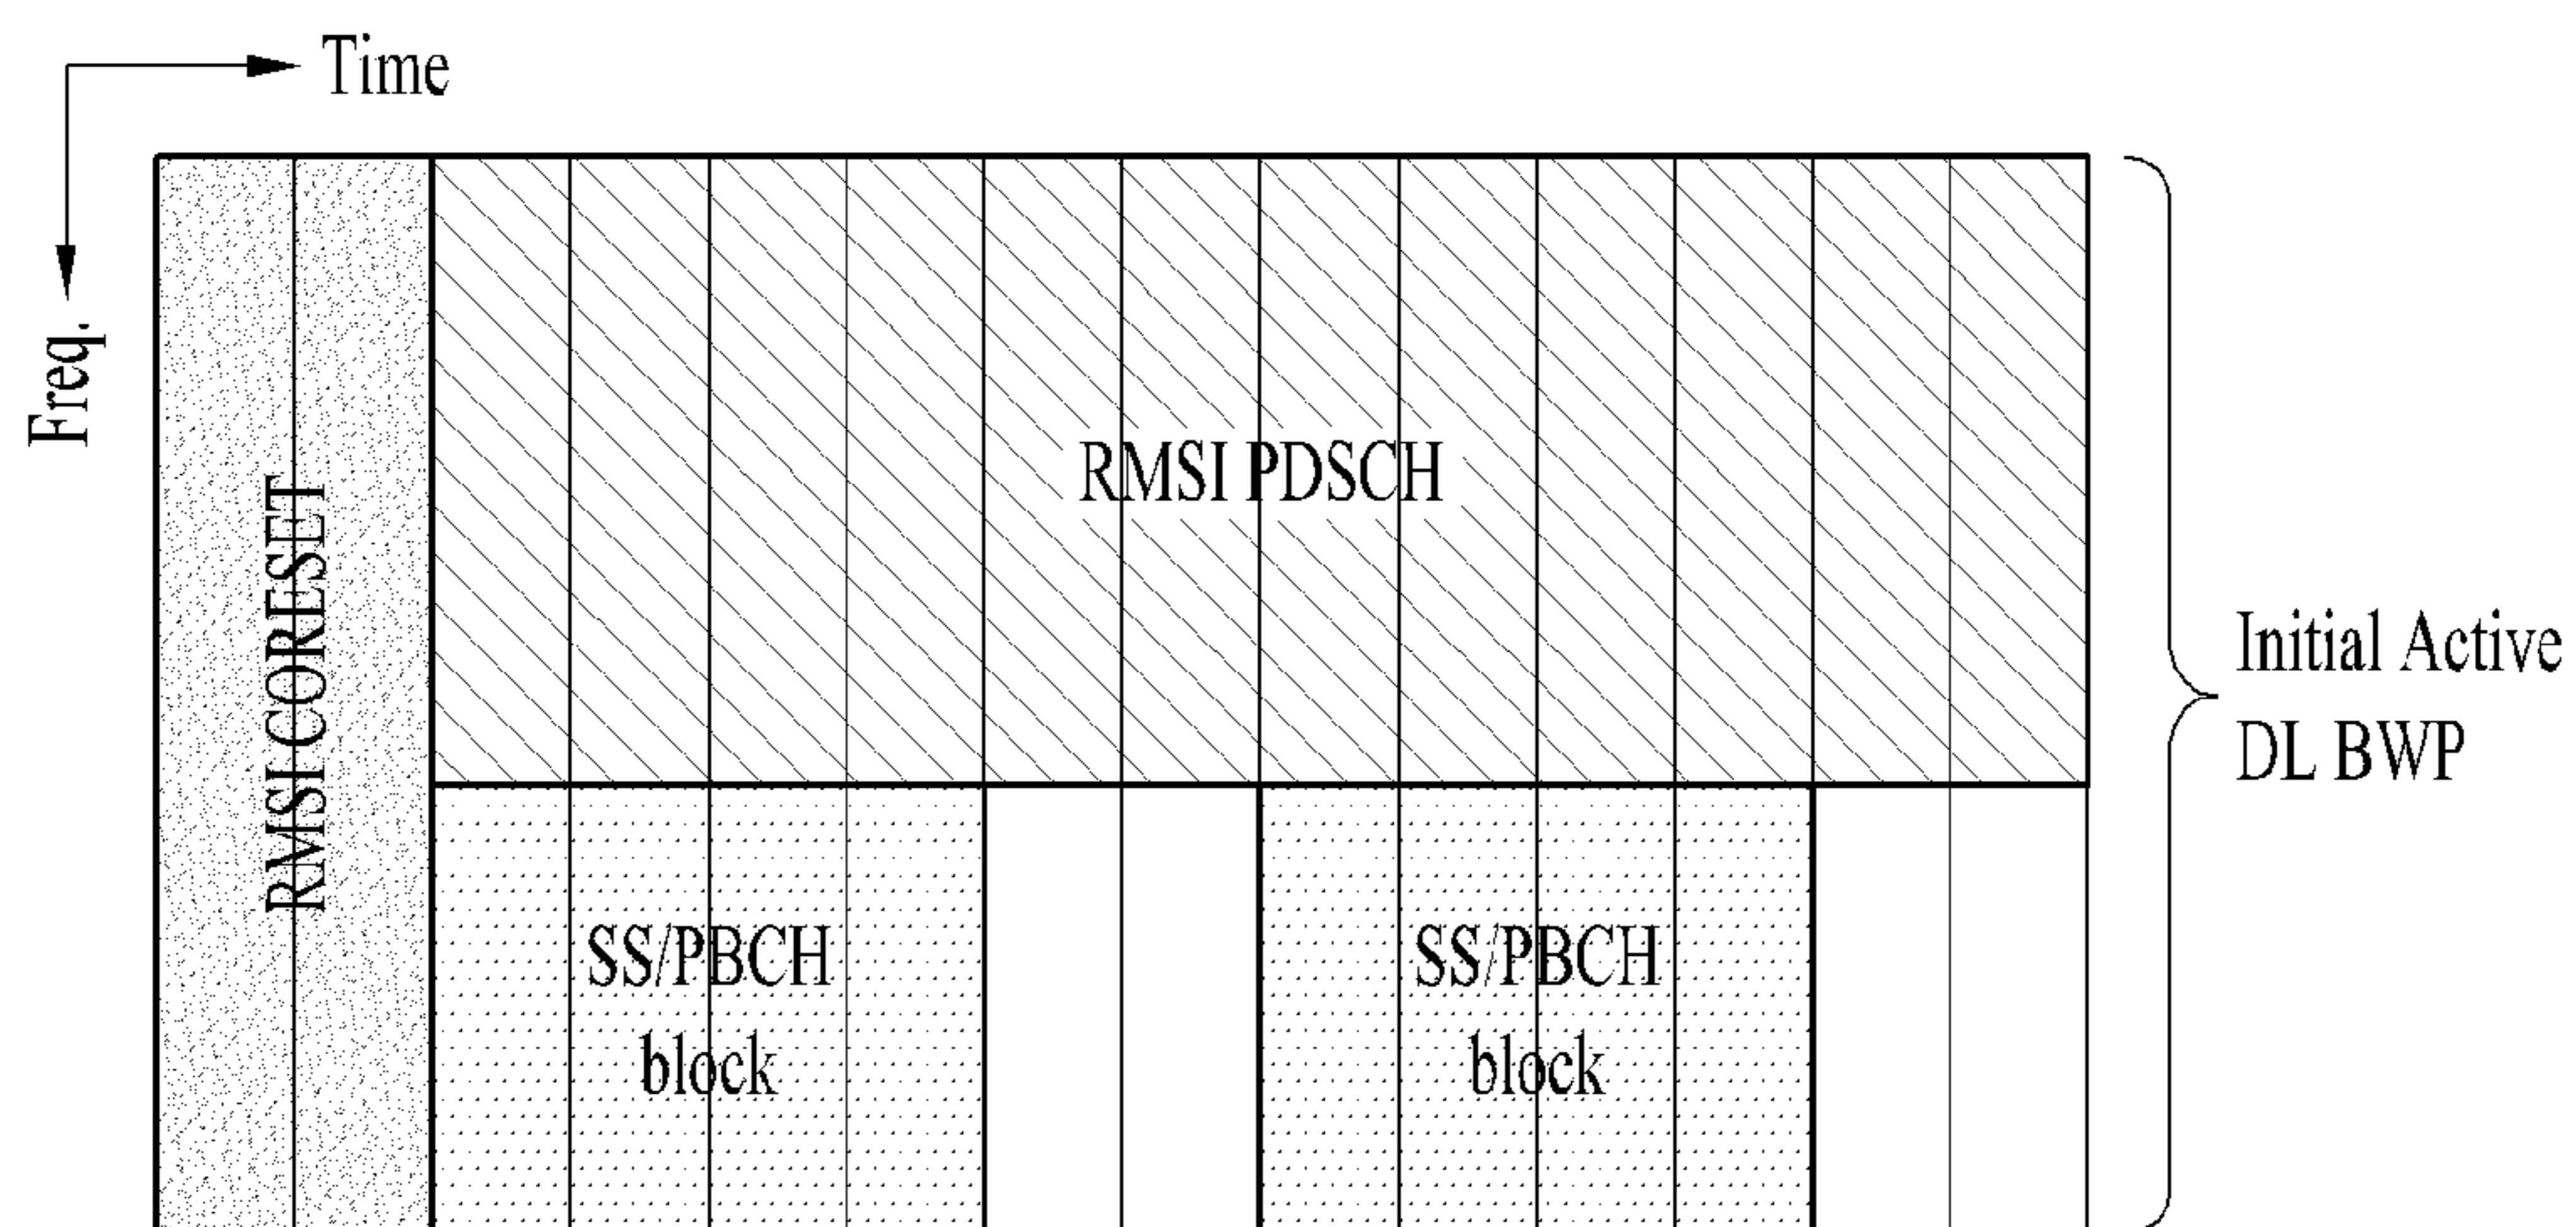 Time
Freq.
RMSI CORESET
RMSI PDSCH
SS/PBCH
block
SS/PBCH
block
Initial Active
DL BWP